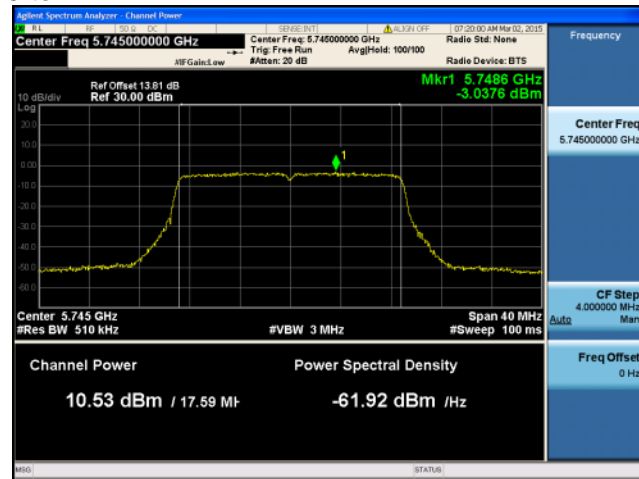 Agilent Spectrum Analyzer - Channel Power
RL RF 50 Ω DC SENSE:INT ALIGN OFF 07:20:00 AM Mar 02, 2015
Center Freq 5.745000000 GHz
Center Freq: 5.745000000 GHz
Radio Std: None
Trig: Free Run Avg|Hold: 100/100
#IFGain:Low #Atten: 20 dB Radio Device: BTS
Ref Offset 13.81 dB
10 dB/div Ref 30.00 dBm
Mkr1 5.7486 GHz
-3.0376 dBm
Log
20.0
10.0
0.00
-10.0
-20.0
-30.0
-40.0
-50.0
-60.0
1
Center 5.745 GHz Span 40 MHz
#Res BW 510 kHz #VBW 3 MHz #Sweep 100 ms
Channel Power Power Spectral Density
10.53 dBm / 17.59 MH -61.92 dBm /Hz
MSG STATUS
Frequency
Center Freq
5.745000000 GHz
CF Step
4.000000 MHz
Auto Man
Freq Offset
0 Hz